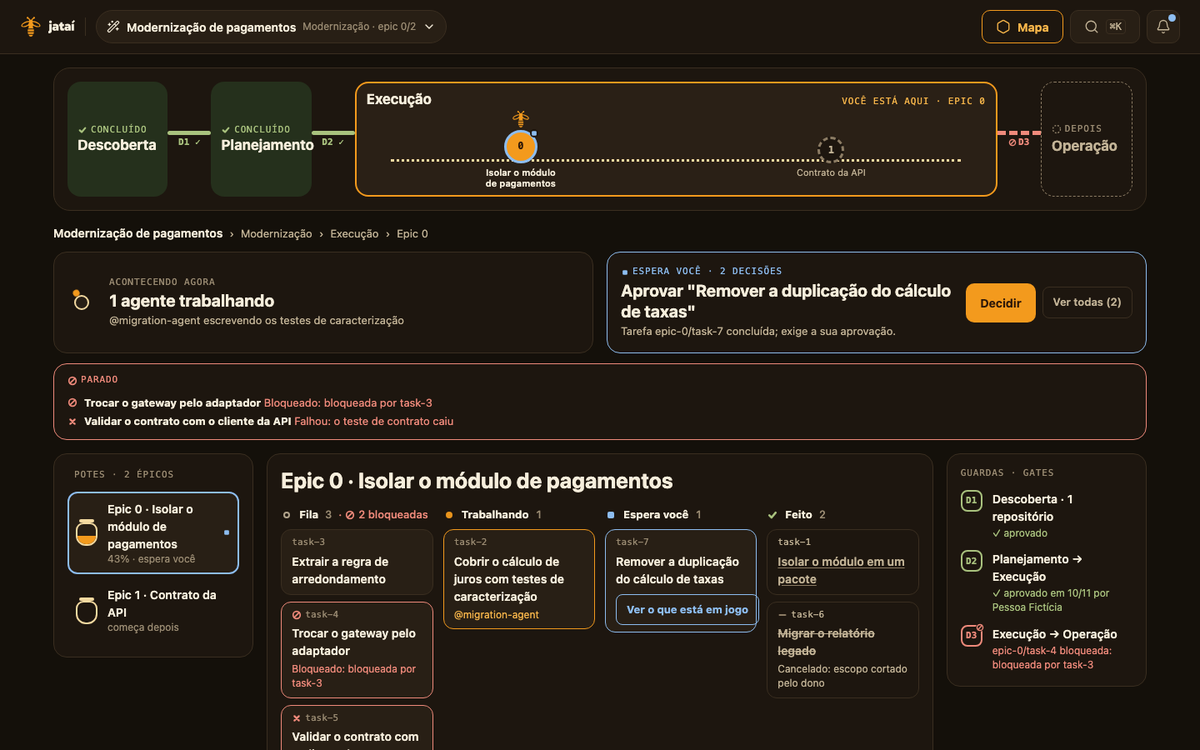 jataí
Modernização de pagamentos Modernização · epic 0/2
Mapa
⌘K
✓ CONCLUÍDO
Descoberta
D1 ✓
✓ CONCLUÍDO
Planejamento
D2 ✓
Execução
VOCÊ ESTÁ AQUI · EPIC 0
0
Isolar o módulo
de pagamentos
1
Contrato da API
D3
DEPOIS
Operação
Modernização de pagamentos › Modernização › Execução › Epic 0
ACONTECENDO AGORA
1 agente trabalhando
@migration-agent escrevendo os testes de caracterização
ESPERA VOCÊ · 2 DECISÕES
Aprovar "Remover a duplicação do cálculo
de taxas"
Tarefa epic-0/task-7 concluída; exige a sua aprovação.
Decidir
Ver todas (2)
PARADO
Trocar o gateway pelo adaptador Bloqueado: bloqueada por task-3
Validar o contrato com o cliente da API Falhou: o teste de contrato caiu
POTES · 2 ÉPICOS
Epic 0 · Isolar o
módulo de
pagamentos
43% · espera você
Epic 1 · Contrato da
API
começa depois
Epic 0 · Isolar o módulo de pagamentos
Fila 3 · 2 bloqueadas
task-3
Extrair a regra de
arredondamento
task-4
Trocar o gateway pelo
adaptador
Bloqueado: bloqueada por
task-3
task-5
Validar o contrato com
Trabalhando 1
task-2
Cobrir o cálculo de
juros com testes de
caracterização
@migration-agent
Espera você 1
task-7
Remover a duplicação
do cálculo de taxas
Ver o que está em jogo
Feito 2
task-1
Isolar o módulo em um
pacote
— task-6
Migrar o relatório
legado
Cancelado: escopo cortado
pelo dono
GUARDAS · GATES
D1
Descoberta · 1
repositório
✓ aprovado
D2
Planejamento →
Execução
✓ aprovado em 10/11 por
Pessoa Fictícia
D3
Execução → Operação
epic-0/task-4 bloqueada:
bloqueada por task-3